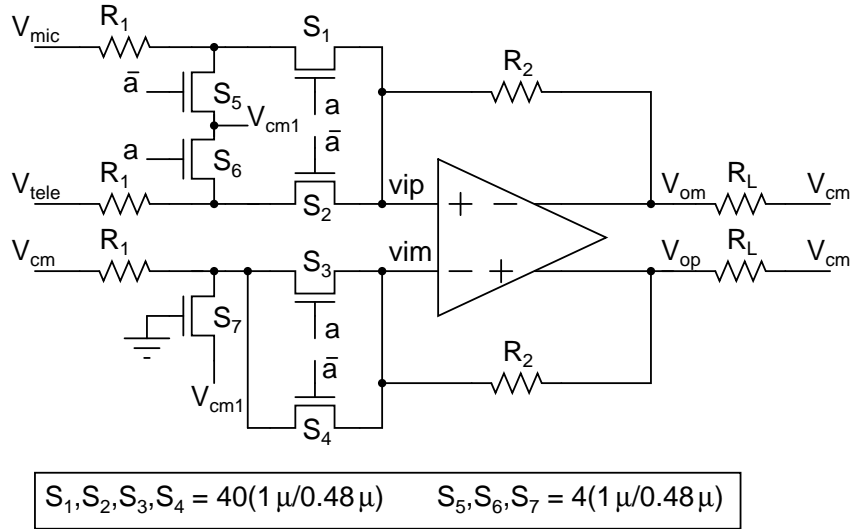 V_mic R_1 S_1
ā S_5 a R_2
V_cm1
a S_6 ā
V_tele R_1 S_2 vip + − V_om R_L V_cm
V_cm R_1 S_3 vim − + V_op R_L V_cm
S_7 a
ā R_2
V_cm1
S_4
S_1,S_2,S_3,S_4 = 40(1 μ/0.48 μ) S_5,S_6,S_7 = 4(1 μ/0.48 μ)